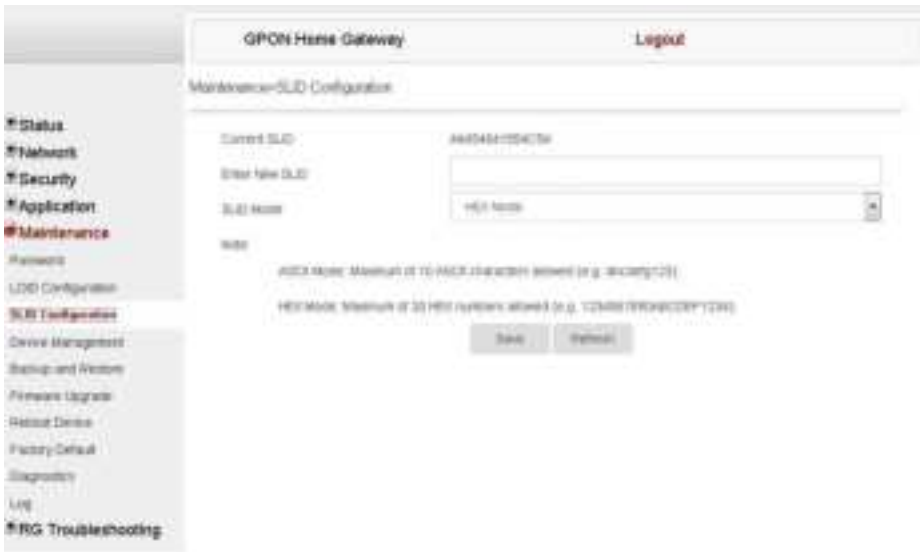 GPON Home Gateway
Logout
Maintenance>SLID Configuration
Status
Network
Security
Application
Maintenance
Password
LOID Configuration
SLID Configuration
Device Management
Backup and Restore
Firmware Upgrade
Reboot Device
Factory Default
Diagnostics
Log
RG Troubleshooting
Current SLID
Enter New SLID
SLID Mode
HEX Mode
Note
ASCII Mode: Maximum of 10 ASCII characters allowed (e.g. abcdefg123)
HEX Mode: Maximum of 20 HEX numbers allowed (e.g.
Save
Refresh